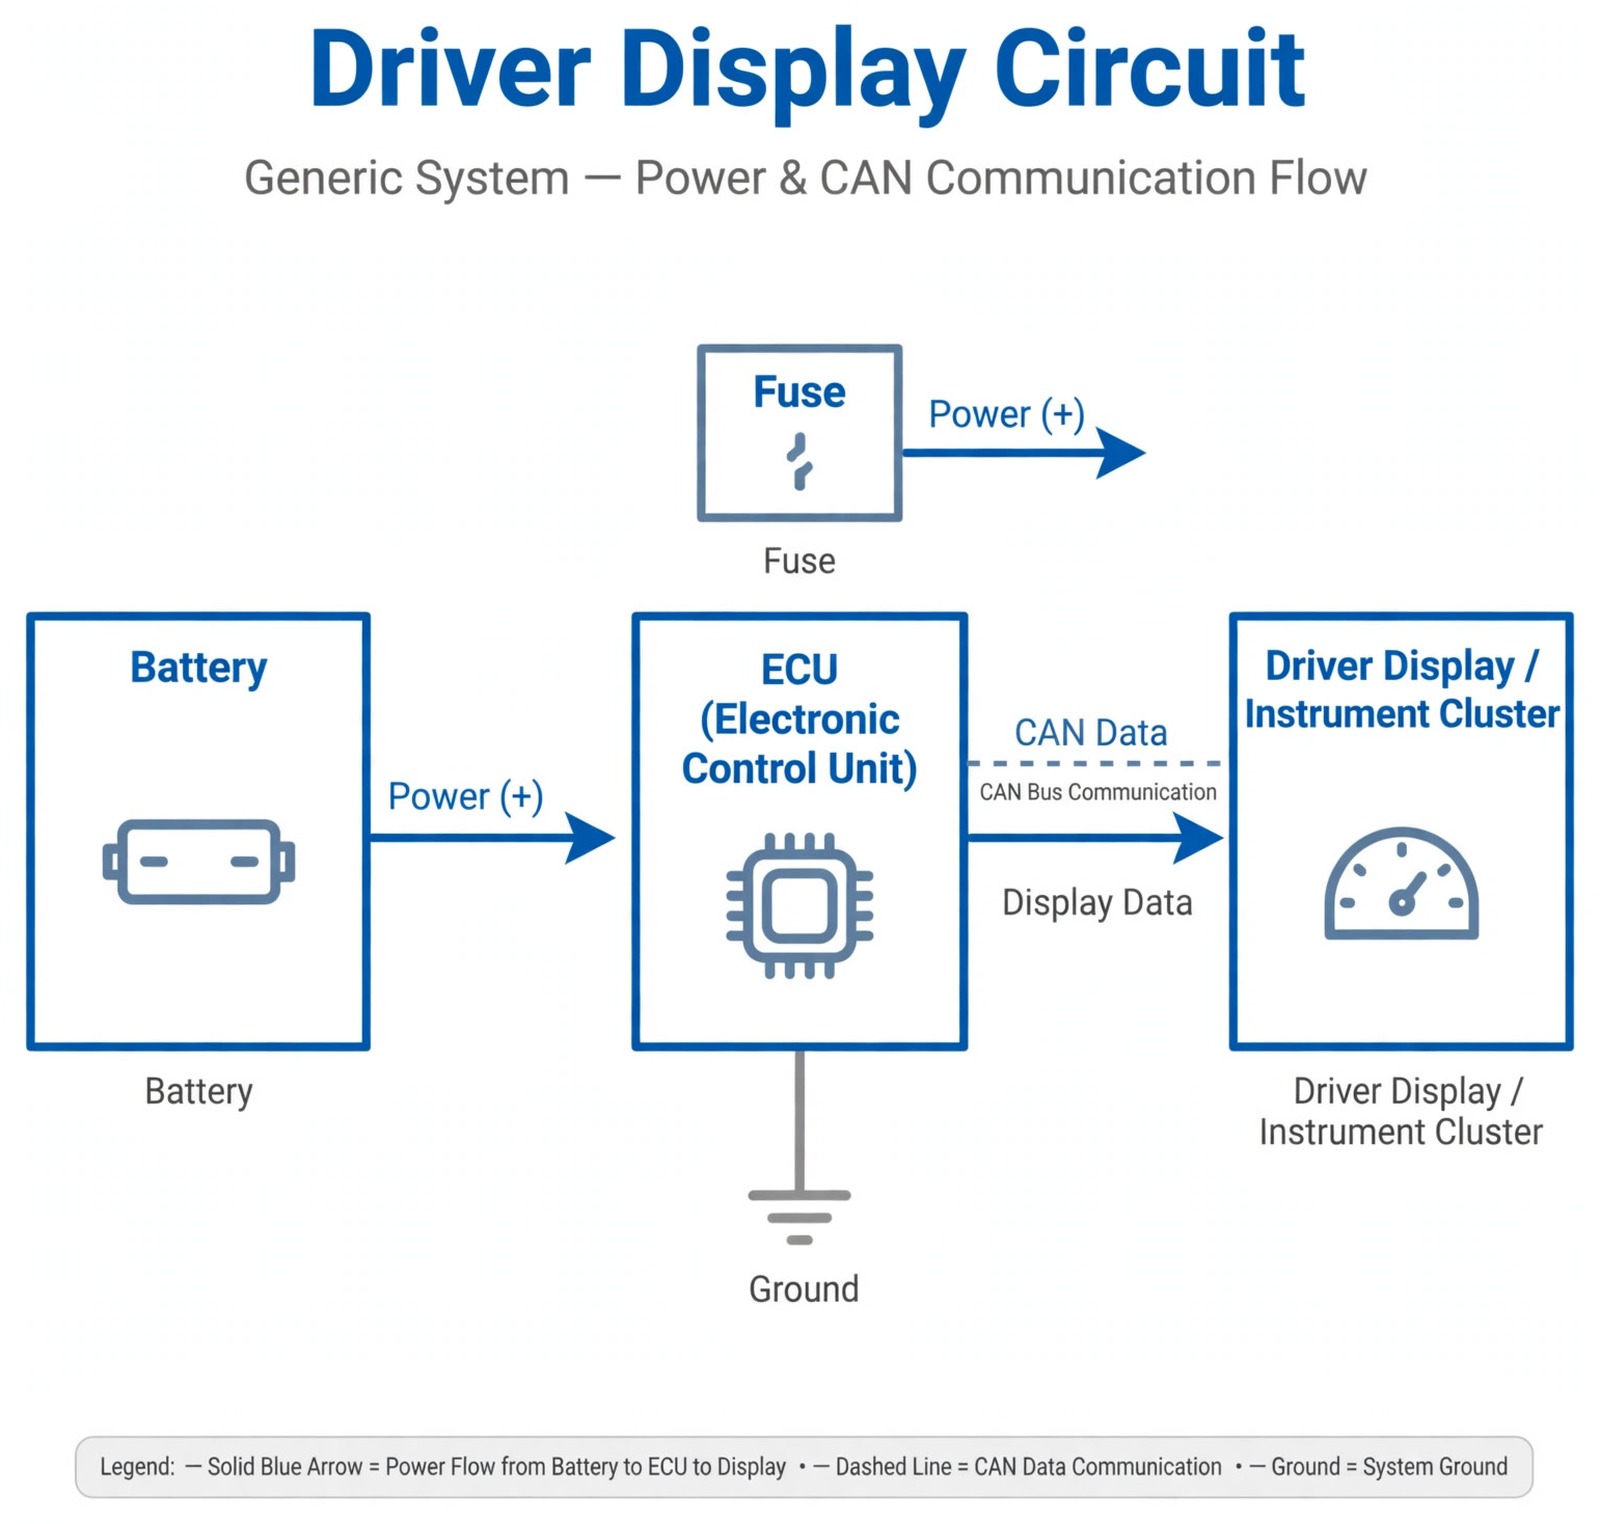 Driver Display Circuit
Generic System — Power & CAN Communication Flow
Fuse
Power (+)
Fuse
Battery
Power (+)
Battery
ECU
(Electronic
Control Unit)
CAN Data
CAN Bus Communication
Display Data
Driver Display /
Instrument Cluster
Driver Display /
Instrument Cluster
Ground
Legend: — Solid Blue Arrow = Power Flow from Battery to ECU to Display • — Dashed Line = CAN Data Communication • — Ground = System Ground